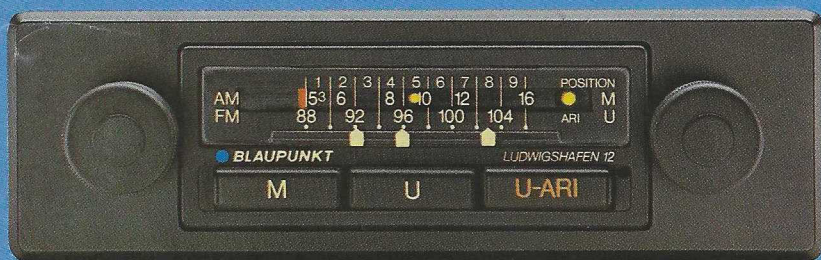 1 2 3 4 5 6 7 8 9 POSITION
AM 53 6 8 10 12 16 M
FM 88 92 96 100 104 ARI U
BLAUPUNKT LUDWIGSHAFEN 12
M U U-ARI